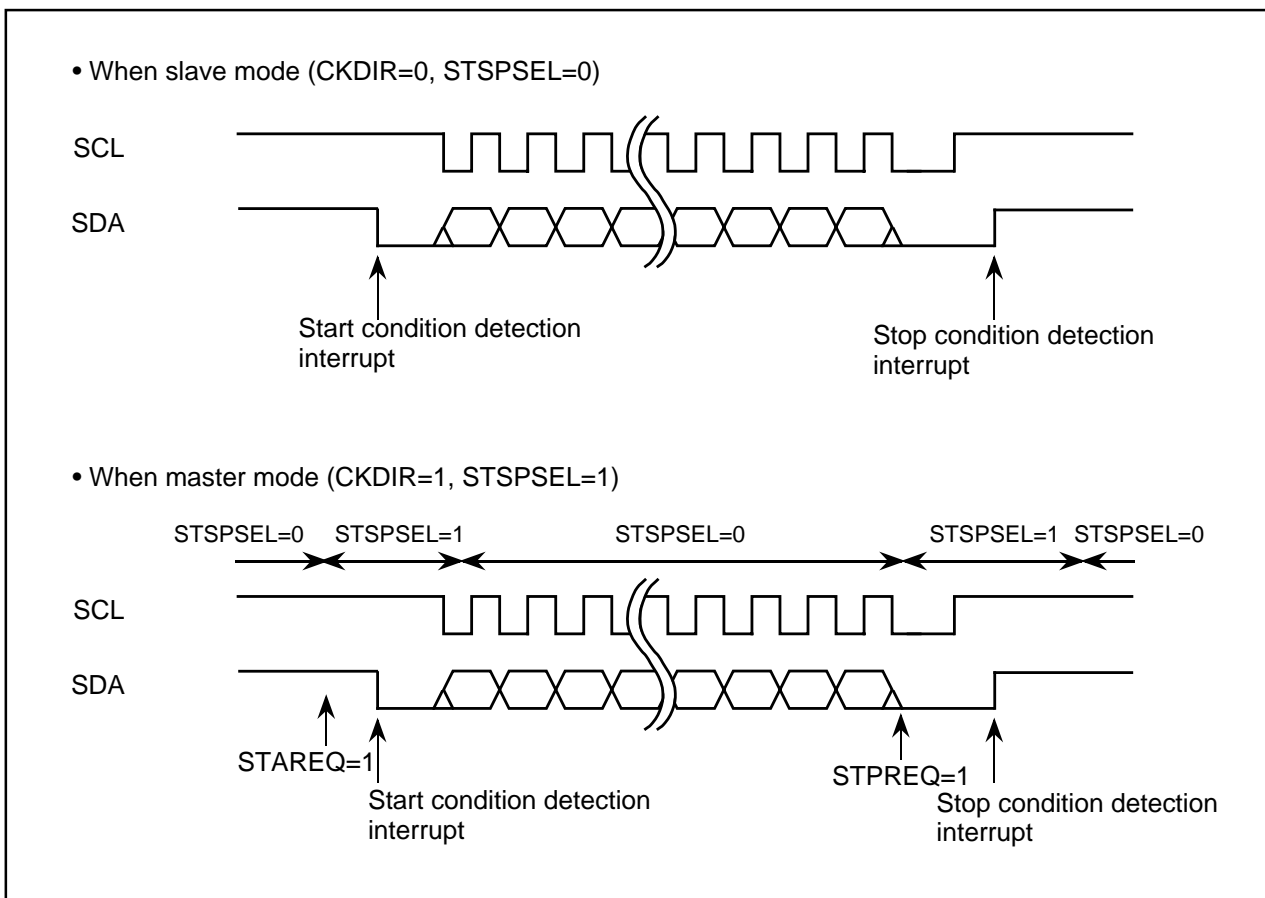 • When slave mode (CKDIR=0, STSPSEL=0)
SCL
SDA
Start condition detection
interrupt
Stop condition detection
interrupt
• When master mode (CKDIR=1, STSPSEL=1)
STSPSEL=0
STSPSEL=1
STSPSEL=0
STSPSEL=1
STSPSEL=0
SCL
SDA
STAREQ=1
STPREQ=1
Start condition detection
interrupt
Stop condition detection
interrupt